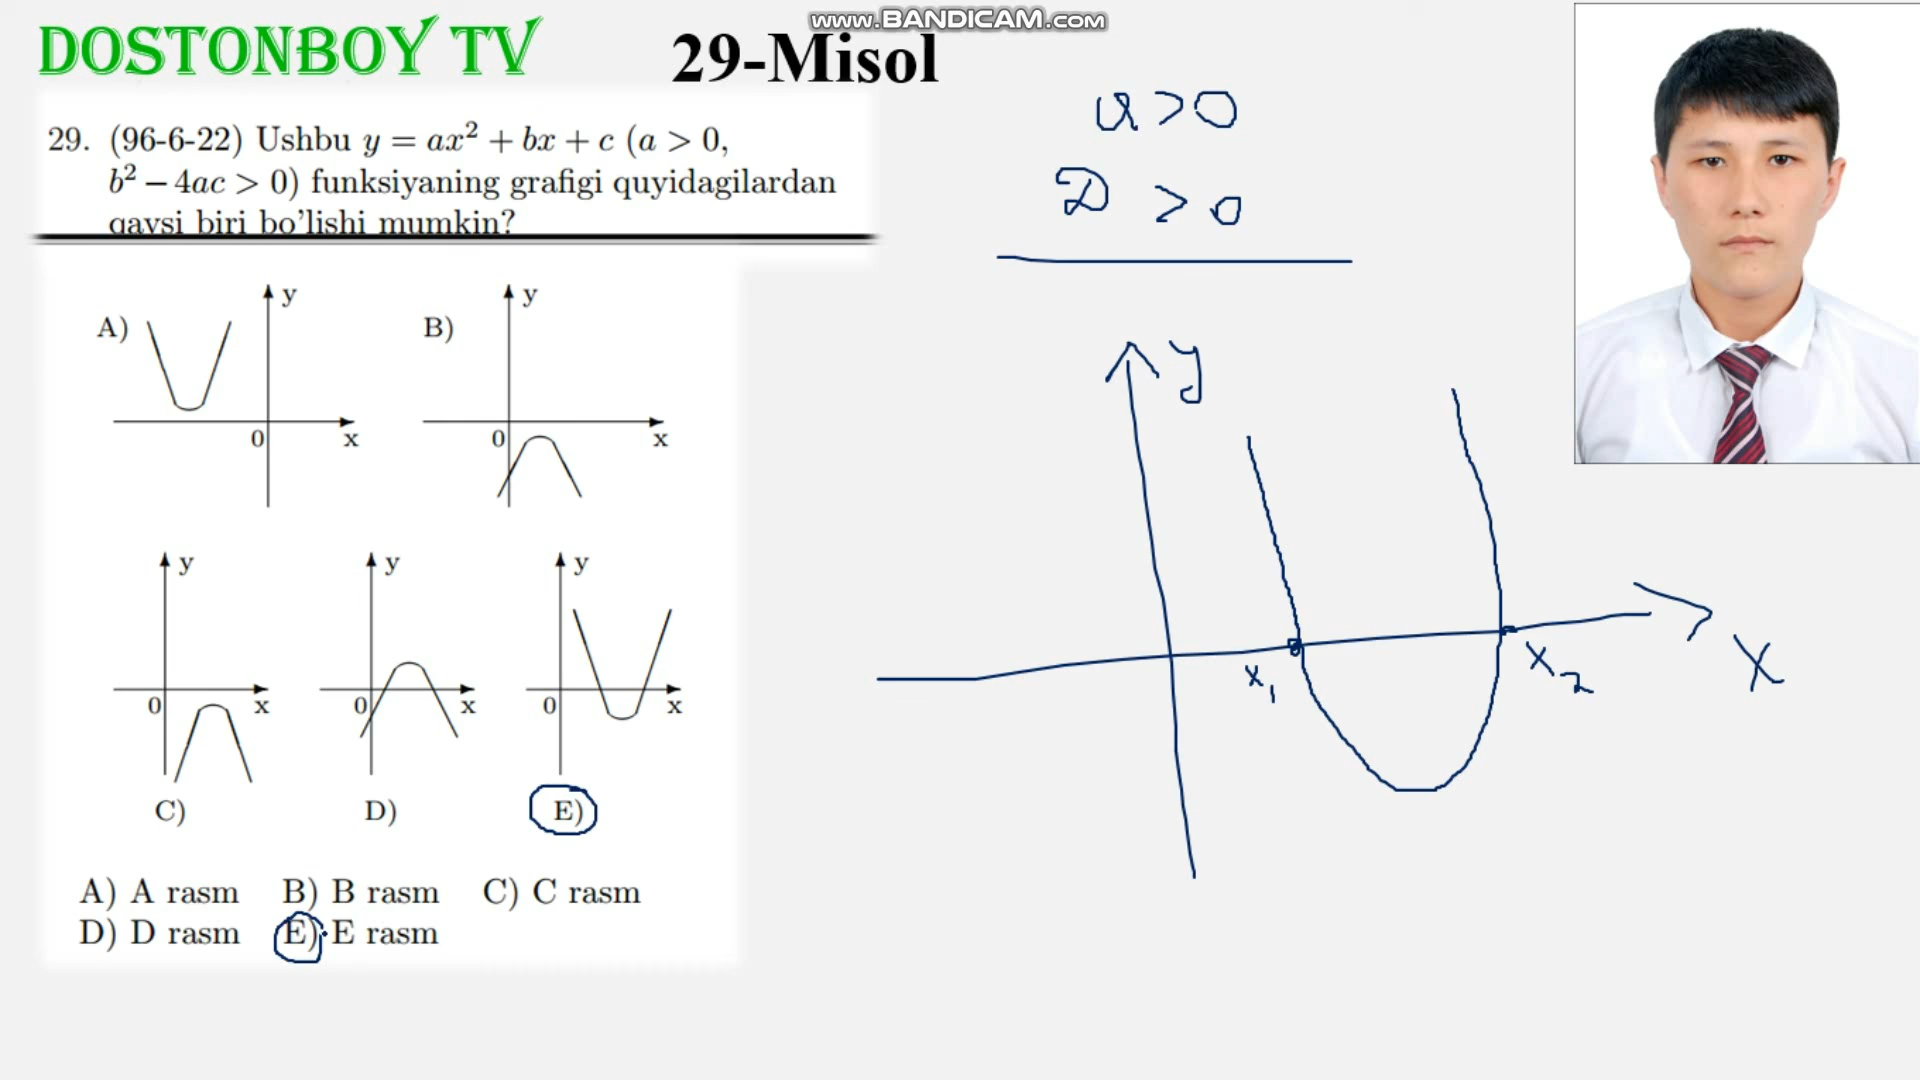 www.BANDICAM.com
DOSTONBOY TV
29-Misol
29. (96-6-22) Ushbu y = ax² + bx + c (a > 0,
b² − 4ac > 0) funksiyaning grafigi quyidagilardan
qaysi biri bo'lishi mumkin?
a > 0
D > 0
A)
y
0
x
B)
y
0
x
y
0
x
C)
y
0
x
D)
y
0
x
E)
y
x₁
x₂
x
A) A rasm B) B rasm C) C rasm
D) D rasm E) E rasm